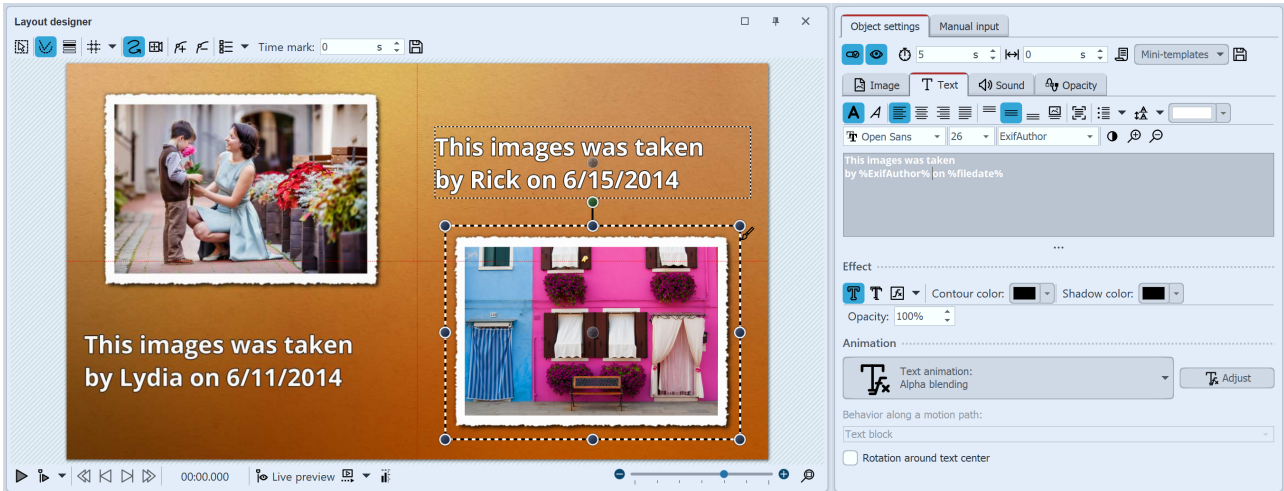 Layout designer
Time mark: 0 s
This images was taken
by Rick on 6/15/2014
This images was taken
by Lydia on 6/11/2014
00:00.000
Live preview
Object settings
Manual input
5 s
0 s
Mini-templates
Image
Text
Sound
Opacity
Open Sans
26
ExifAuthor
This images was taken
by %ExifAuthor% on %filedate%
...
Effect
Contour color:
Shadow color:
Opacity: 100%
Animation
Text animation:
Alpha blending
Adjust
Behavior along a motion path:
Text block
Rotation around text center